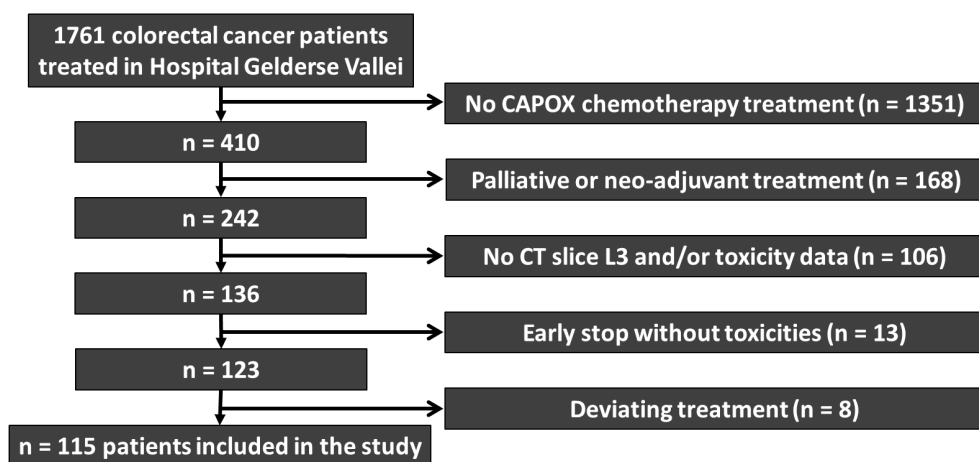 1761 colorectal cancer patients
treated in Hospital Gelderse Vallei
No CAPOX chemotherapy treatment (n = 1351)
n = 410
Palliative or neo-adjuvant treatment (n = 168)
n = 242
No CT slice L3 and/or toxicity data (n = 106)
n = 136
Early stop without toxicities (n = 13)
n = 123
Deviating treatment (n = 8)
n = 115 patients included in the study